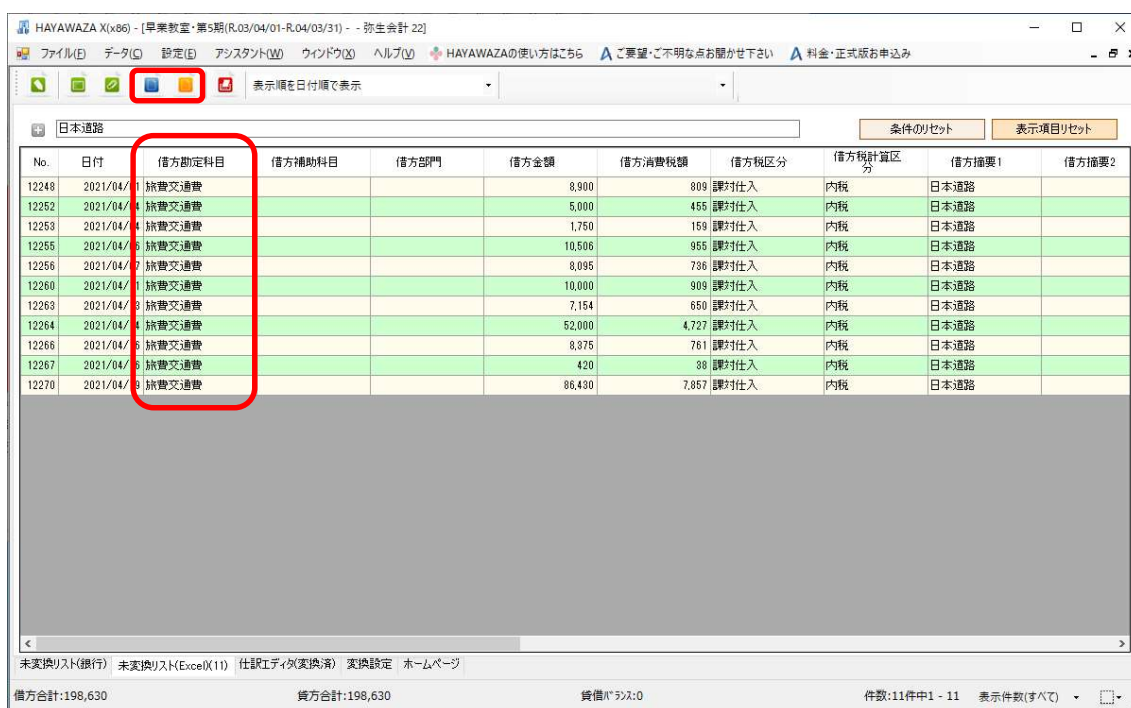 HAYAWAZA X(x86) - [早業教室・第5期(R.03/04/01-R.04/03/31) - - 弥生会計 22]
ファイル(F) データ(C) 設定(E) アシスタント(W) ウィンドウ(X) ヘルプ(V) HAYAWAZAの使い方はこちら ご要望・ご不明な点お聞かせ下さい 料金・正式版お申込み
表示順を日付順で表示
日本道路 条件のリセット 表示項目リセット
No. 日付 借方勘定科目 借方補助科目 借方部門 借方金額 借方消費税額 借方税区分 借方税計算区分 借方摘要1 借方摘要2
12248 2021/04/ 1 旅費交通費 8,900 809 課対仕入 内税 日本道路
12252 2021/04/ 4 旅費交通費 5,000 455 課対仕入 内税 日本道路
12253 2021/04/ 4 旅費交通費 1,750 159 課対仕入 内税 日本道路
12255 2021/04/ 6 旅費交通費 10,506 955 課対仕入 内税 日本道路
12256 2021/04/ 7 旅費交通費 8,095 736 課対仕入 内税 日本道路
12260 2021/04/ 1 旅費交通費 10,000 909 課対仕入 内税 日本道路
12263 2021/04/ 3 旅費交通費 7,154 650 課対仕入 内税 日本道路
12264 2021/04/ 4 旅費交通費 52,000 4,727 課対仕入 内税 日本道路
12266 2021/04/ 6 旅費交通費 8,375 761 課対仕入 内税 日本道路
12267 2021/04/ 6 旅費交通費 420 38 課対仕入 内税 日本道路
12270 2021/04/ 9 旅費交通費 86,430 7,857 課対仕入 内税 日本道路
未変換リスト(銀行) 未変換リスト(Excel)(11) 仕訳エディタ(変換済) 変換設定 ホームページ
借方合計:198,630 貸方合計:198,630 貸借バランス:0 件数:11件中1 - 11 表示件数(すべて)